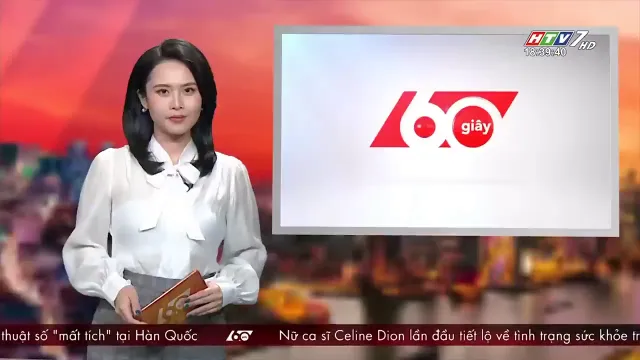 HTV7 HD
18:39:40
60 giây
thuật số "mất tích" tại Hàn Quốc 60 Nữ ca sĩ Celine Dion lần đầu tiết lộ về tình trạng sức khỏe